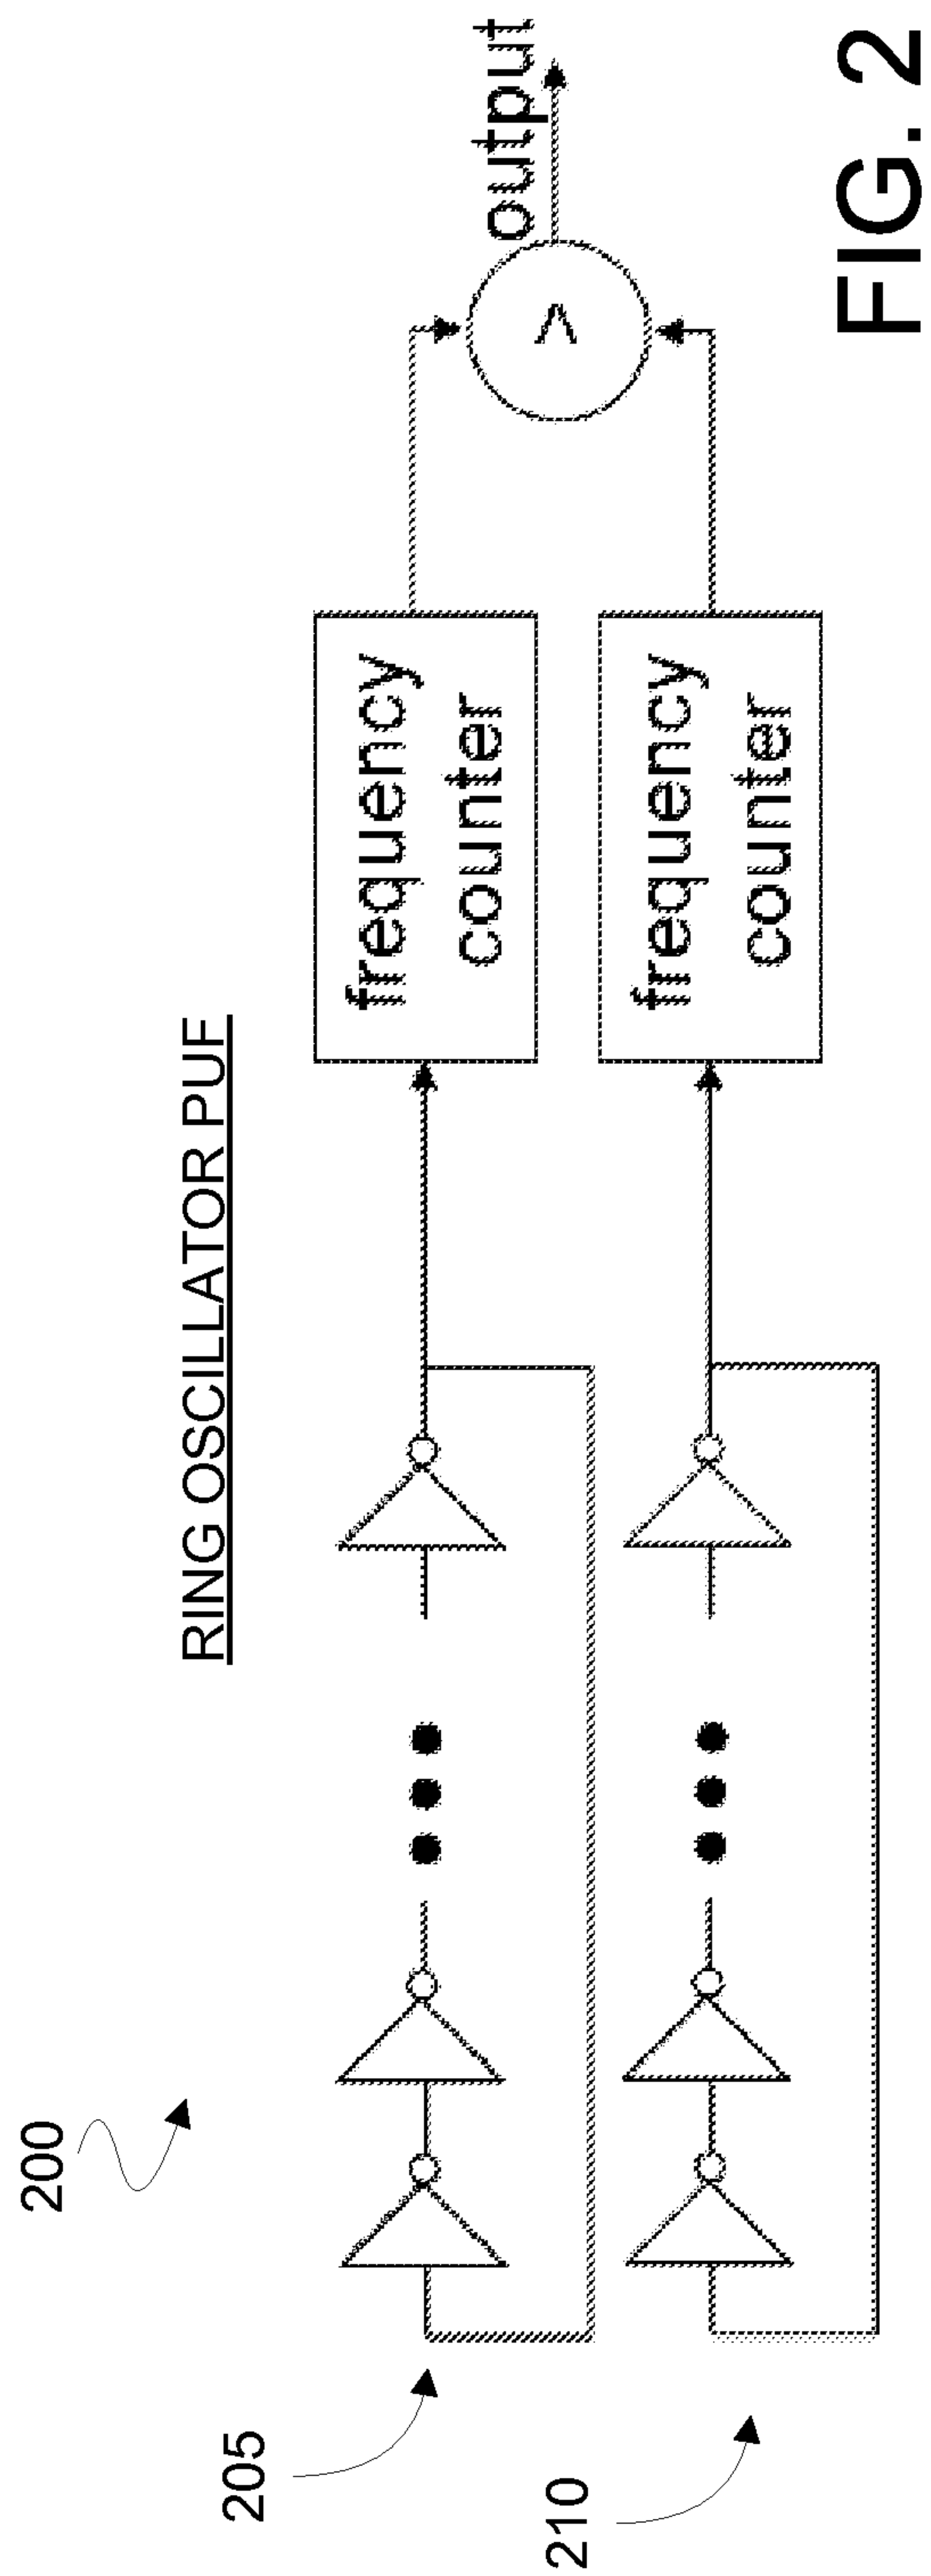 200
RING OSCILLATOR PUF
205
frequency
counter
output
>
210
frequency
counter
FIG. 2